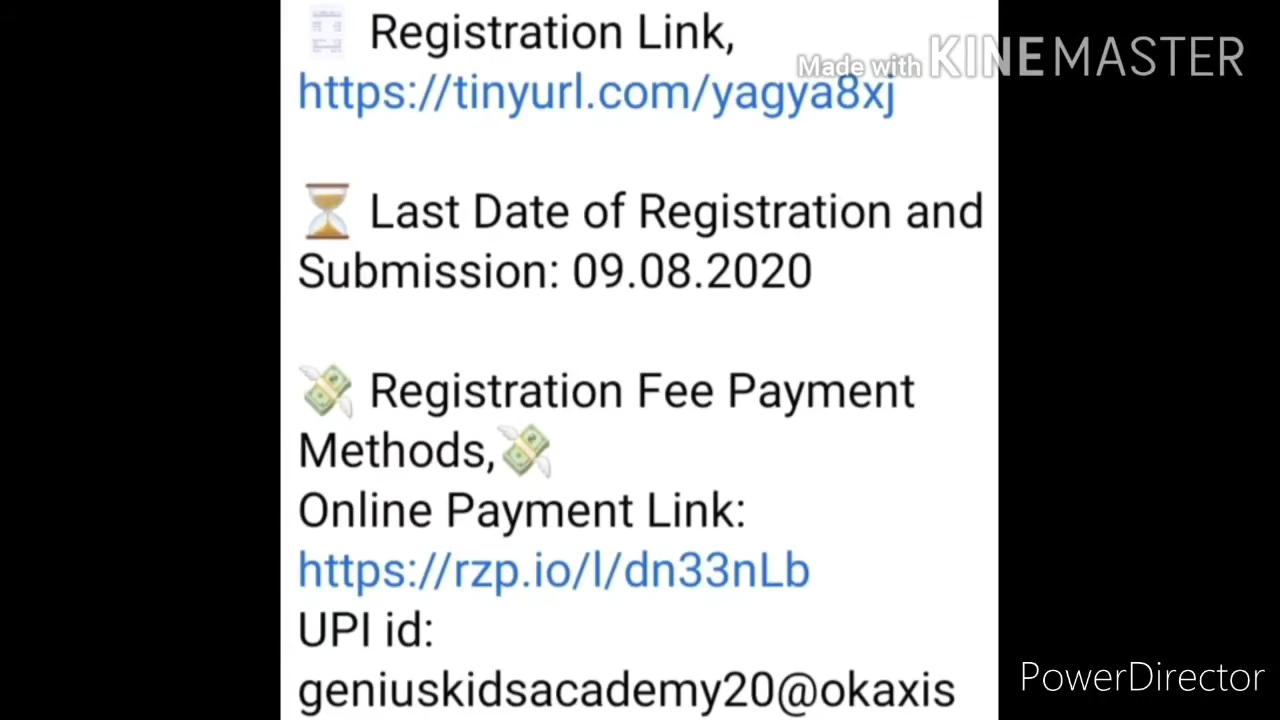 Registration Link,
Made with KINEMASTER
https://tinyurl.com/yagya8xj
⏳ Last Date of Registration and
Submission: 09.08.2020
💸 Registration Fee Payment
Methods,💸
Online Payment Link:
https://rzp.io/l/dn33nLb
UPI id:
geniuskidsacademy20@okaxis
PowerDirector